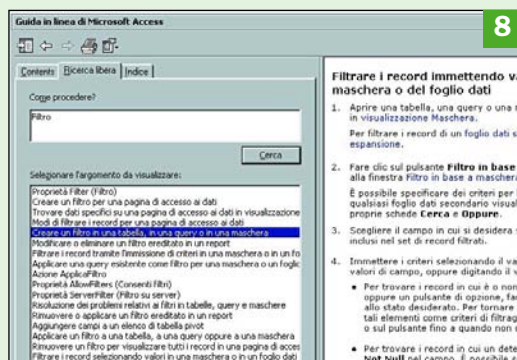 Guida in linea di Microsoft Access
8
Contents
Ricerca libera
Indice
Come procedere?
Filtro
Cerca
Selezionare l'argomento da visualizzare:
Proprietà Filter (Filtro)
Creare un filtro per una pagina di accesso ai dati
Trovare dati specifici su una pagina di accesso ai dati in visualizzazione
Modi di filtrare i record per una pagina di accesso ai dati
Creare un filtro in una tabella, in una query o in una maschera
Modificare o eliminare un filtro ereditato in un report
Filtrare i record tramite l'immissione di criteri in una maschera o in un fo
Applicare una query esistente come filtro per una maschera o un foglio
Azione ApplicaFiltro
Proprietà AllowFilters (Consenti filtri)
Proprietà ServerFilter (Filtro su server)
Risoluzione dei problemi relativi ai filtri in tabelle, query e maschere
Rimuovere o applicare un filtro ereditato in un report
Aggiungere campi a un elenco di tabella pivot
Applicare un filtro a una tabella, a una query oppure a una maschera
Rimuovere un filtro per visualizzare tutti i record in una pagina di acces
Filtrare i record selezionando valori in una maschera o in un foglio dati
Filtrare i record immettendo va
maschera o del foglio dati
1. Aprire una tabella, una query o una m
in visualizzazione Maschera.
Per filtrare i record di un foglio dati s
espansione.
2. Fare clic sul pulsante Filtro in base
alla finestra Filtro in base a maschera
È possibile specificare dei criteri per
qualsiasi foglio dati secondario visual
proprie schede Cerca e Oppure.
3. Scegliere il campo in cui si desidera s
inclusi nel set di record filtrati.
4. Immettere i criteri selezionando il va
valori di campo, oppure digitando il v
• Per trovare i record in cui è o non
oppure un pulsante di opzione, fa
allo stato desiderato. Per tornare
tali elementi come criteri di filtrag
o sul pulsante fino a quando non
• Per trovare i record in cui un dete
Not Null nel campo. È possibile